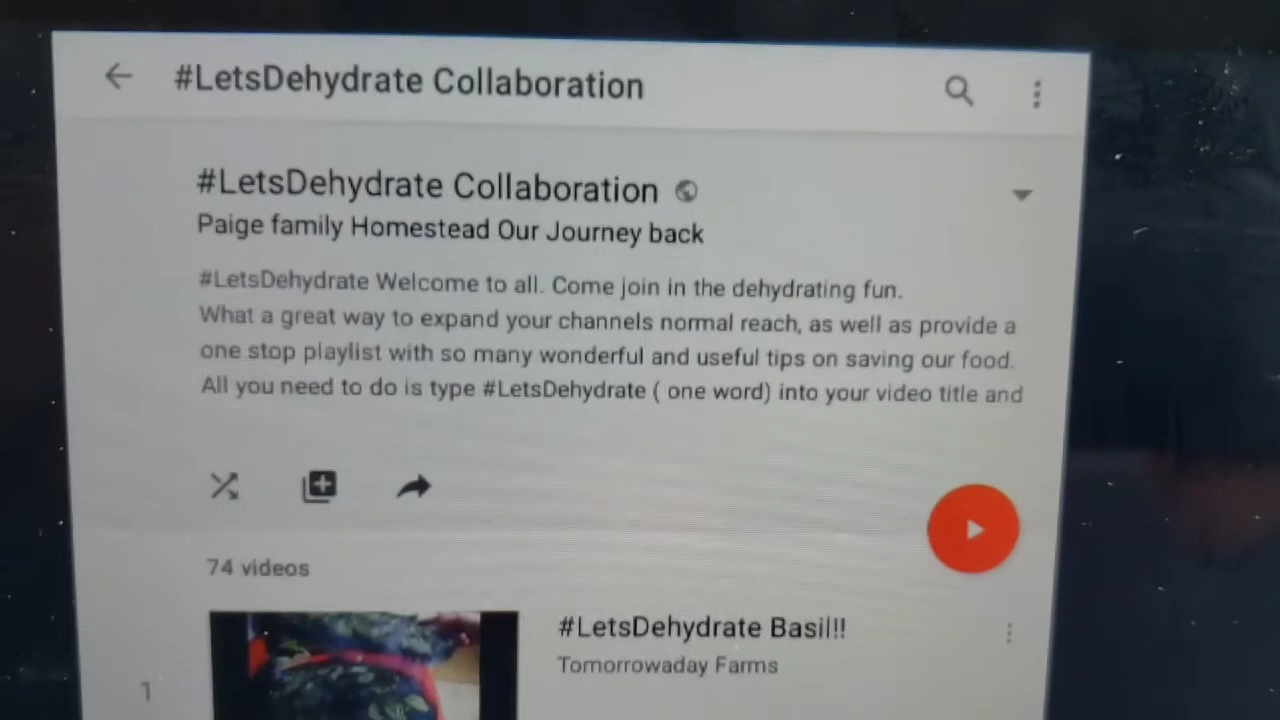 #LetsDehydrate Collaboration
#LetsDehydrate Collaboration
Paige family Homestead Our Journey back
#LetsDehydrate Welcome to all. Come join in the dehydrating fun.
What a great way to expand your channels normal reach, as well as provide a
one stop playlist with so many wonderful and useful tips on saving our food.
All you need to do is type #LetsDehydrate ( one word) into your video title and
74 videos
#LetsDehydrate Basil!!
Tomorrowaday Farms
1